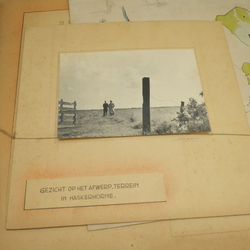 GEZICHT OP HET AFWERP-TERREIN
IN HASKERHORNE.